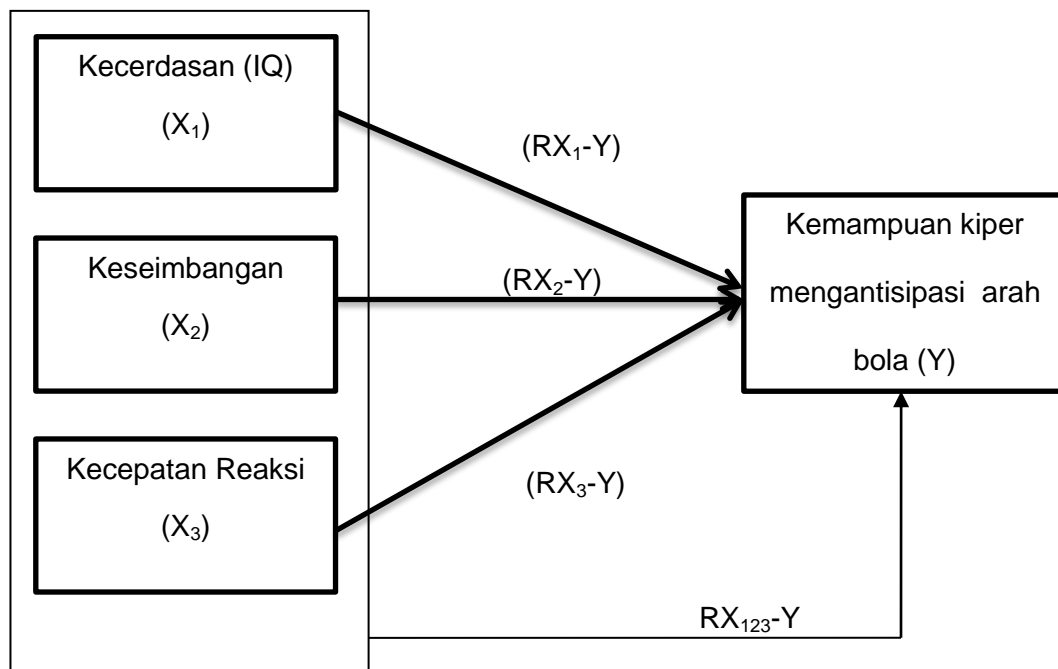 Kecerdasan (IQ)
(X₁)
(RX₁-Y)
Keseimbangan
(X₂)
(RX₂-Y)
Kemampuan kiper
mengantisipasi arah
bola (Y)
Kecepatan Reaksi
(X₃)
(RX₃-Y)
RX₁₂₃-Y